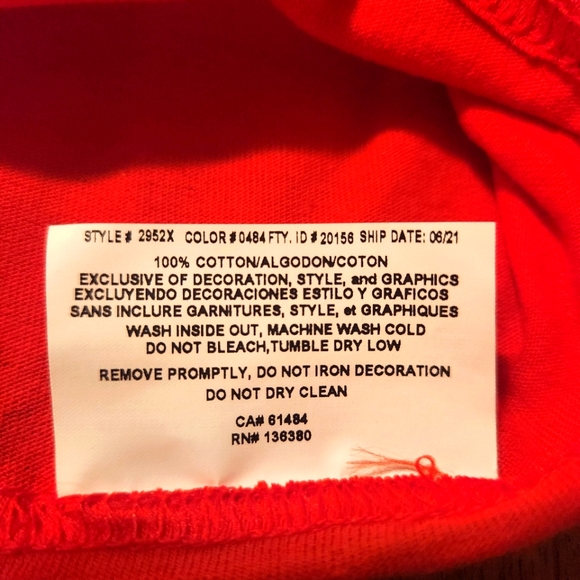 STYLE# 2952X COLOR#0484 FTY. ID#20156 SHIP DATE: 06/21
100% COTTON/ALGODON/COTON
EXCLUSIVE OF DECORATION, STYLE, and GRAPHICS
EXCLUYENDO DECORACIONES ESTILO Y GRAFICOS
SANS INCLURE GARNITURES, STYLE, et GRAPHIQUES
WASH INSIDE OUT, MACHINE WASH COLD
DO NOT BLEACH,TUMBLE DRY LOW
REMOVE PROMPTLY, DO NOT IRON DECORATION
DO NOT DRY CLEAN
CA# 61484
RN# 136380